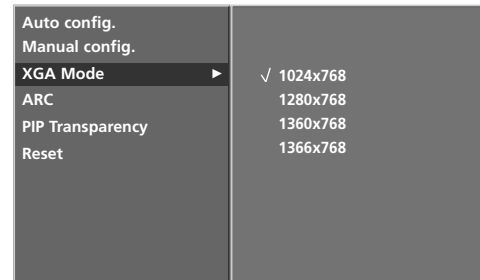 Auto config.
Manual config.
XGA Mode ►
ARC
PIP Transparency
Reset
√ 1024x768
1280x768
1360x768
1366x768